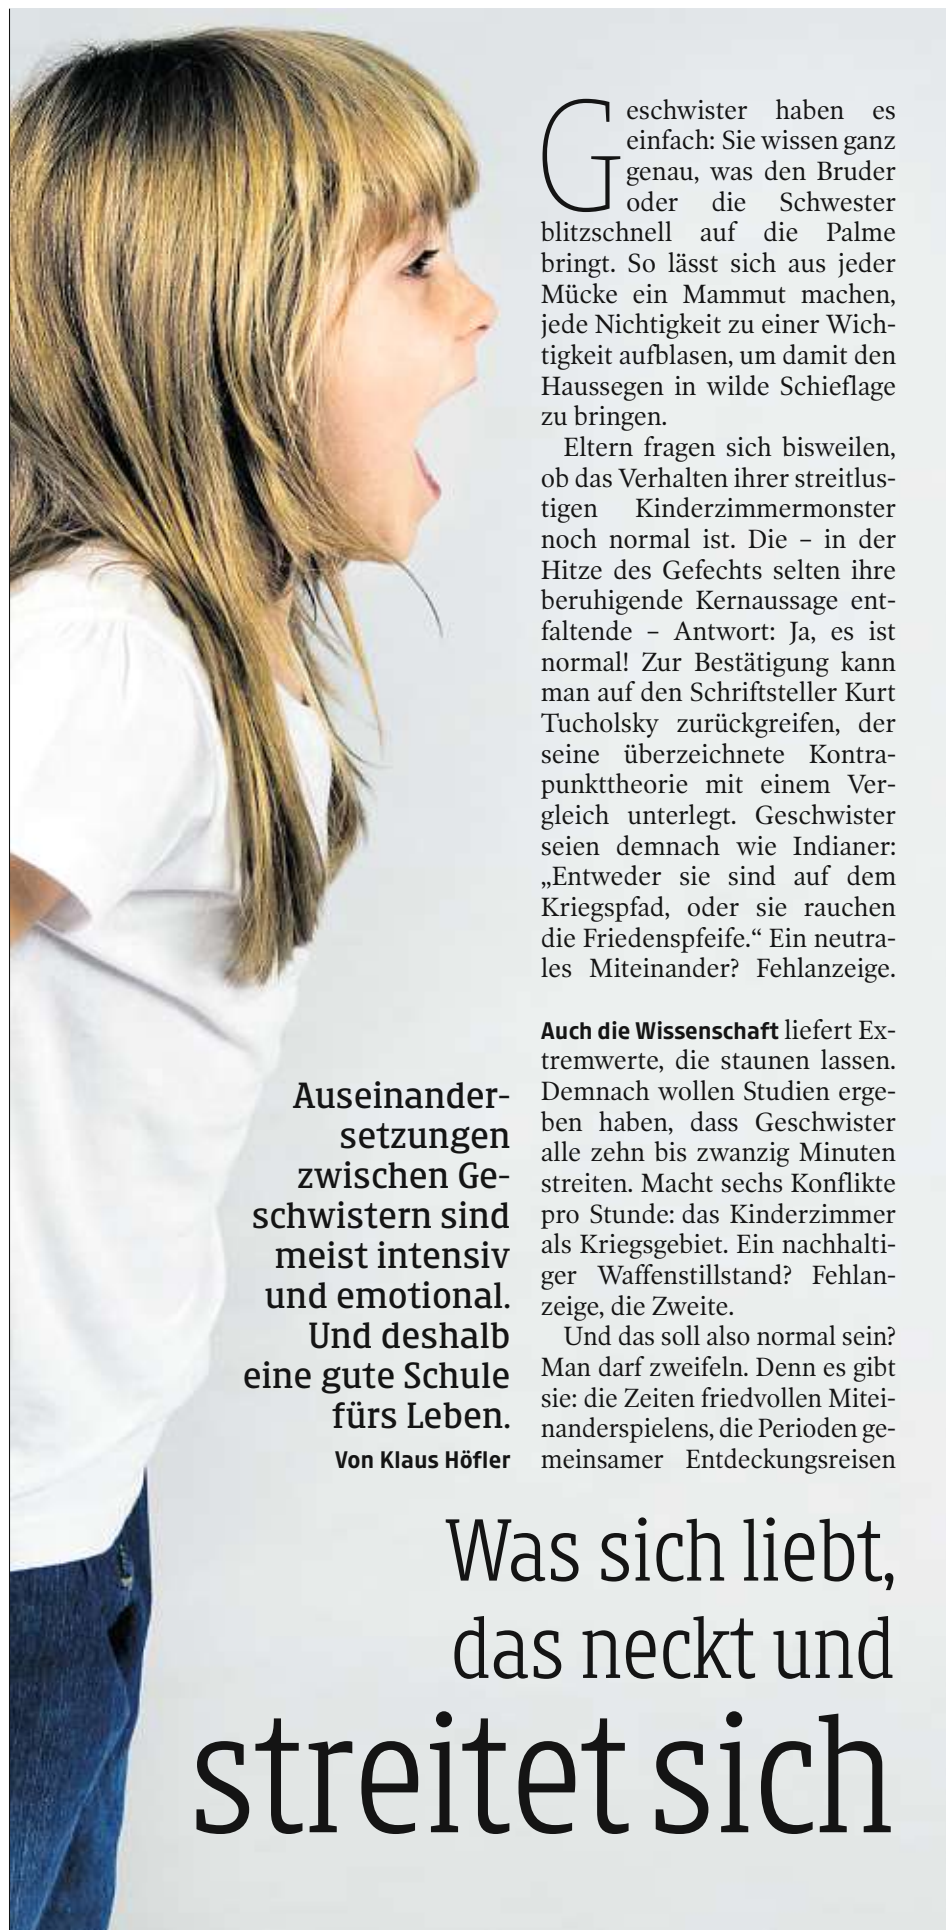 Geschwister haben es
einfach: Sie wissen ganz
genau, was den Bruder
oder die Schwester
blitzschnell auf die Palme
bringt. So lässt sich aus jeder
Mücke ein Mammut machen,
jede Nichtigkeit zu einer Wich-
tigkeit aufblasen, um damit den
Haussegen in wilde Schieflage
zu bringen.
Eltern fragen sich bisweilen,
ob das Verhalten ihrer streitlus-
tigen Kinderzimmermonster
noch normal ist. Die – in der
Hitze des Gefechts selten ihre
beruhigende Kernaussage ent-
faltende – Antwort: Ja, es ist
normal! Zur Bestätigung kann
man auf den Schriftsteller Kurt
Tucholsky zurückgreifen, der
seine überzeichnete Kontra-
punkttheorie mit einem Ver-
gleich unterlegt. Geschwister
seien demnach wie Indianer:
„Entweder sie sind auf dem
Kriegspfad, oder sie rauchen
die Friedenspfeife.“ Ein neutra-
les Miteinander? Fehlanzeige.
Auch die Wissenschaft liefert Ex-
tremwerte, die staunen lassen.
Demnach wollen Studien erge-
ben haben, dass Geschwister
alle zehn bis zwanzig Minuten
streiten. Macht sechs Konflikte
pro Stunde: das Kinderzimmer
als Kriegsgebiet. Ein nachhalti-
ger Waffenstillstand? Fehlan-
zeige, die Zweite.
Und das soll also normal sein?
Man darf zweifeln. Denn es gibt
sie: die Zeiten friedvollen Mitei-
nanderspielens, die Perioden ge-
meinsamer Entdeckungsreisen
Auseinander-
setzungen
zwischen Ge-
schwistern sind
meist intensiv
und emotional.
Und deshalb
eine gute Schule
fürs Leben.
Von Klaus Höfler
Was sich liebt,
das neckt und
streitet sich